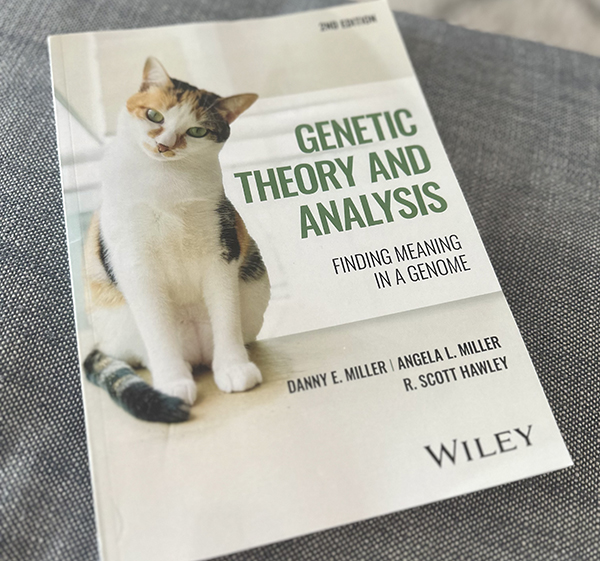 2ND EDITION
GENETIC
THEORY AND
ANALYSIS
FINDING MEANING
IN A GENOME
DANNY E. MILLER | ANGELA L. MILLER
R. SCOTT HAWLEY
WILEY